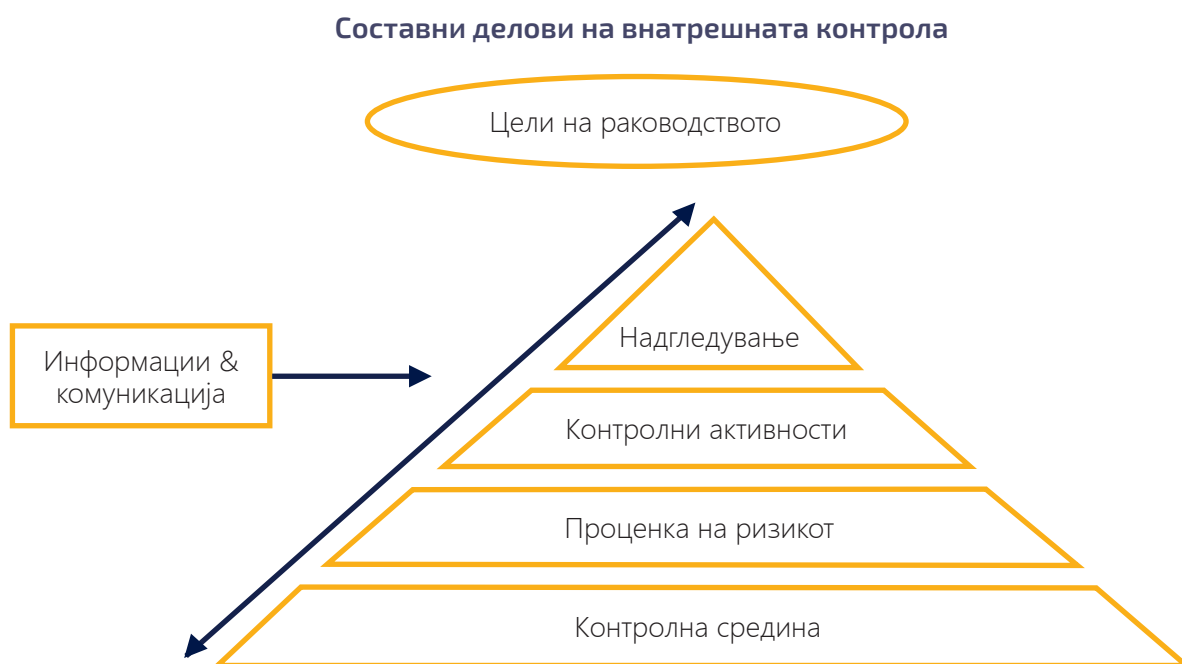 Составни делови на внатрешната контрола
Цели на раководството
Надгледување
Информации &
комуникација
Контролни активности
Проценка на ризикот
Контролна средина